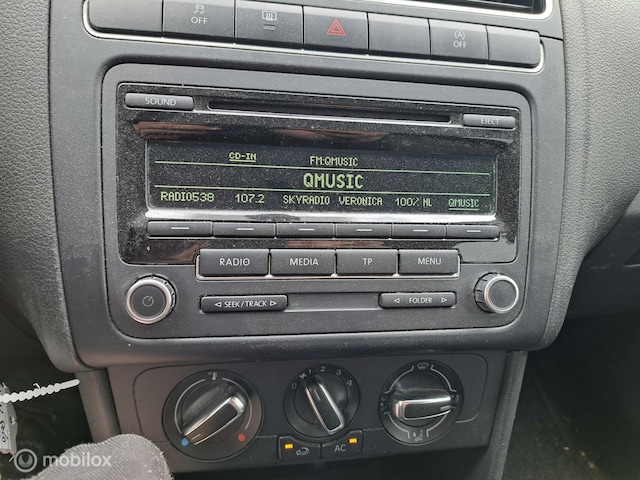 OFF
A OFF
SOUND
EJECT
CD-IN
FM:QMUSIC
QMUSIC
RADIO538 107.2 SKYRADIO VERONICA 100% NL QMUSIC
RADIO MEDIA TP MENU
SEEK/TRACK
FOLDER
0
AC
mobilox